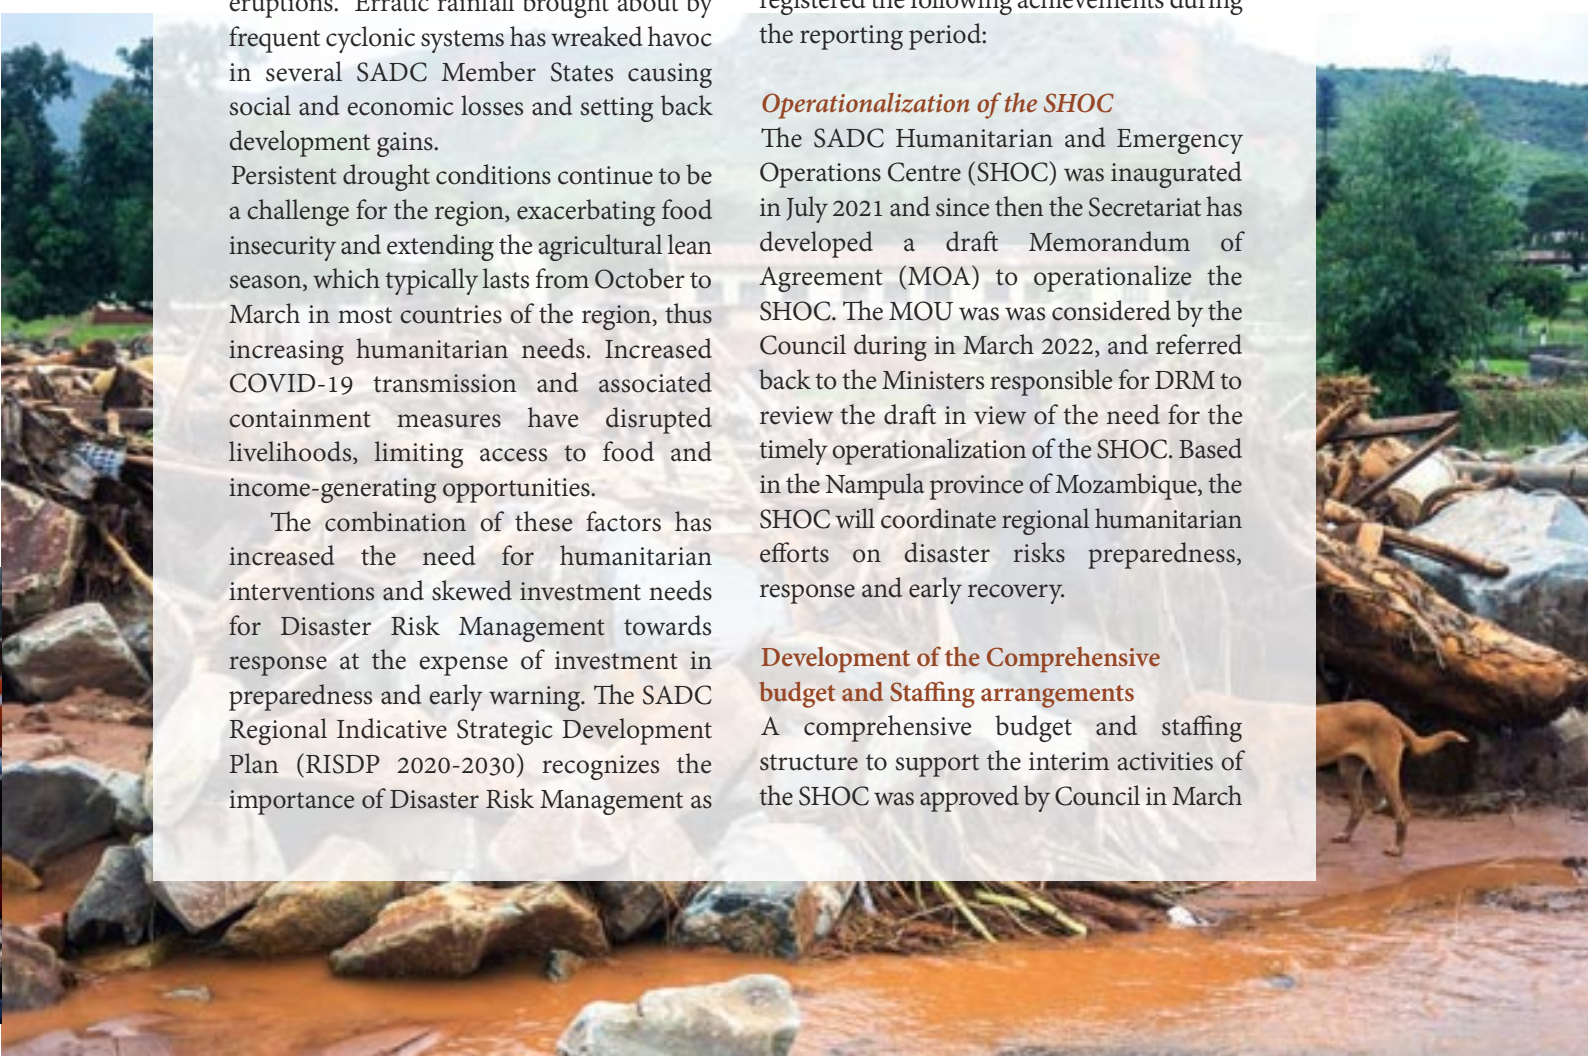 eruptions. Erratic rainfall brought about by
frequent cyclonic systems has wreaked havoc
in several SADC Member States causing
social and economic losses and setting back
development gains.
Persistent drought conditions continue to be
a challenge for the region, exacerbating food
insecurity and extending the agricultural lean
season, which typically lasts from October to
March in most countries of the region, thus
increasing humanitarian needs. Increased
COVID-19 transmission and associated
containment measures have disrupted
livelihoods, limiting access to food and
income-generating opportunities.
The combination of these factors has
increased the need for humanitarian
interventions and skewed investment needs
for Disaster Risk Management towards
response at the expense of investment in
preparedness and early warning. The SADC
Regional Indicative Strategic Development
Plan (RISDP 2020-2030) recognizes the
importance of Disaster Risk Management as
registered the following achievements during
the reporting period:
Operationalization of the SHOC
The SADC Humanitarian and Emergency
Operations Centre (SHOC) was inaugurated
in July 2021 and since then the Secretariat has
developed a draft Memorandum of
Agreement (MOA) to operationalize the
SHOC. The MOU was was considered by the
Council during in March 2022, and referred
back to the Ministers responsible for DRM to
review the draft in view of the need for the
timely operationalization of the SHOC. Based
in the Nampula province of Mozambique, the
SHOC will coordinate regional humanitarian
efforts on disaster risks preparedness,
response and early recovery.
Development of the Comprehensive
budget and Staffing arrangements
A comprehensive budget and staffing
structure to support the interim activities of
the SHOC was approved by Council in March